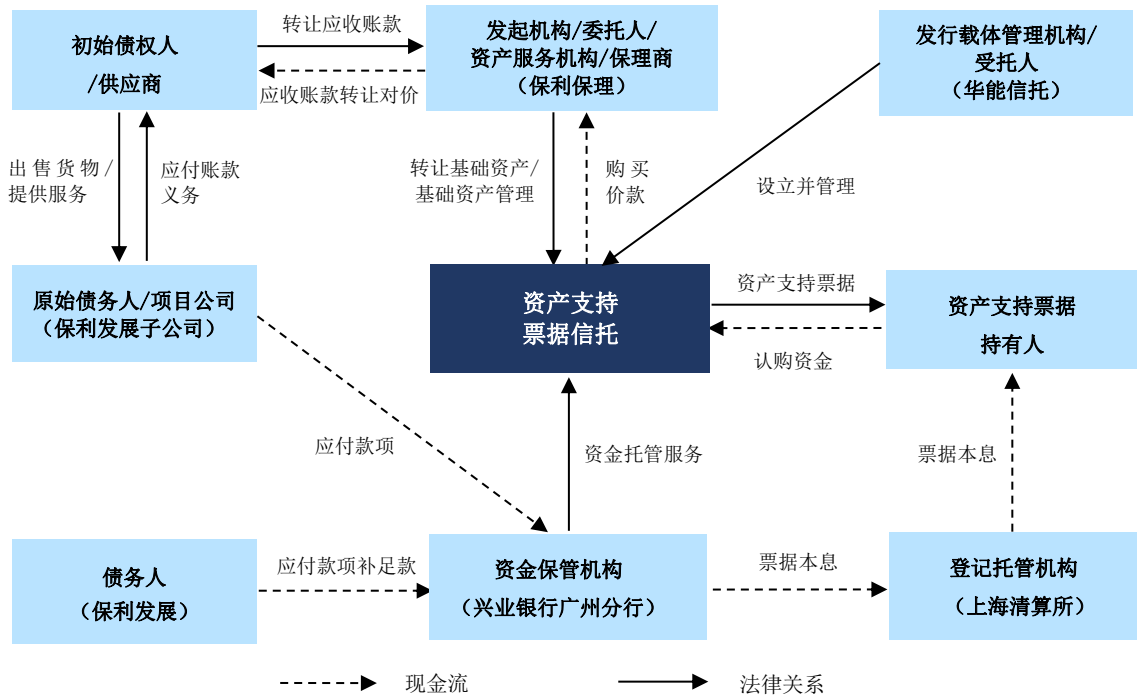 初始债权人
/供应商
转让应收账款
应收账款转让对价
发起机构/委托人/
资产服务机构/保理商
（保利保理）
发行载体管理机构/
受托人
（华能信托）
出售货物/
提供服务
应付账款
义务
转让基础资产/
基础资产管理
购买
价款
设立并管理
原始债务人/项目公司
（保利发展子公司）
资产支持
票据信托
资产支持票据
认购资金
资产支持票据
持有人
应付款项
资金托管服务
票据本息
债务人
（保利发展）
应付款项补足款
资金保管机构
（兴业银行广州分行）
票据本息
登记托管机构
（上海清算所）
现金流
法律关系